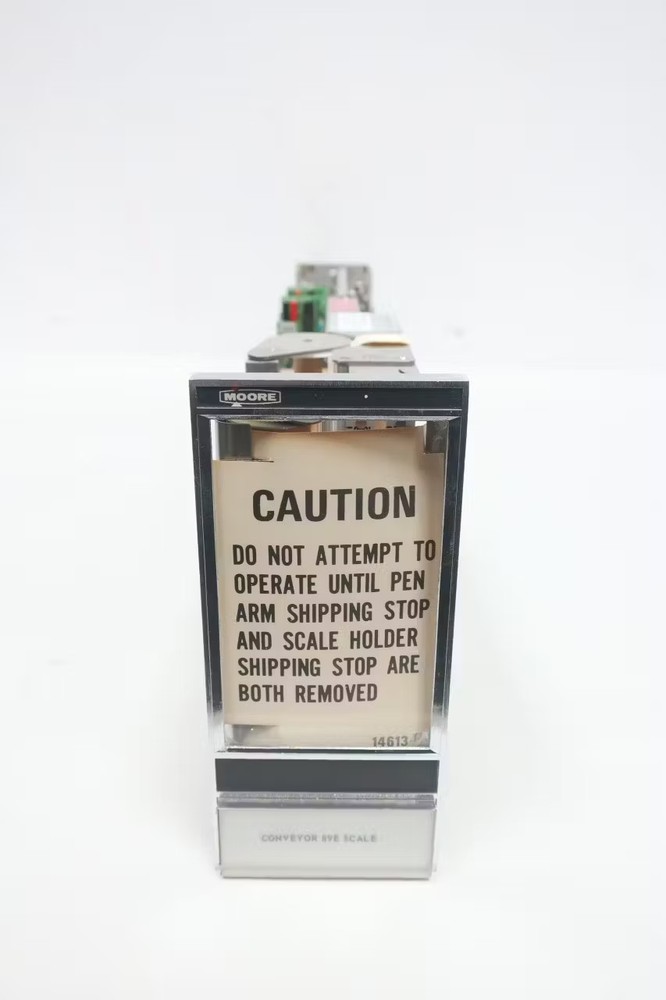 MOORE
CAUTION
DO NOT ATTEMPT TO
OPERATE UNTIL PEN
ARM SHIPPING STOP
AND SCALE HOLDER
SHIPPING STOP ARE
BOTH REMOVED
14613
CONVEYOR SCALE